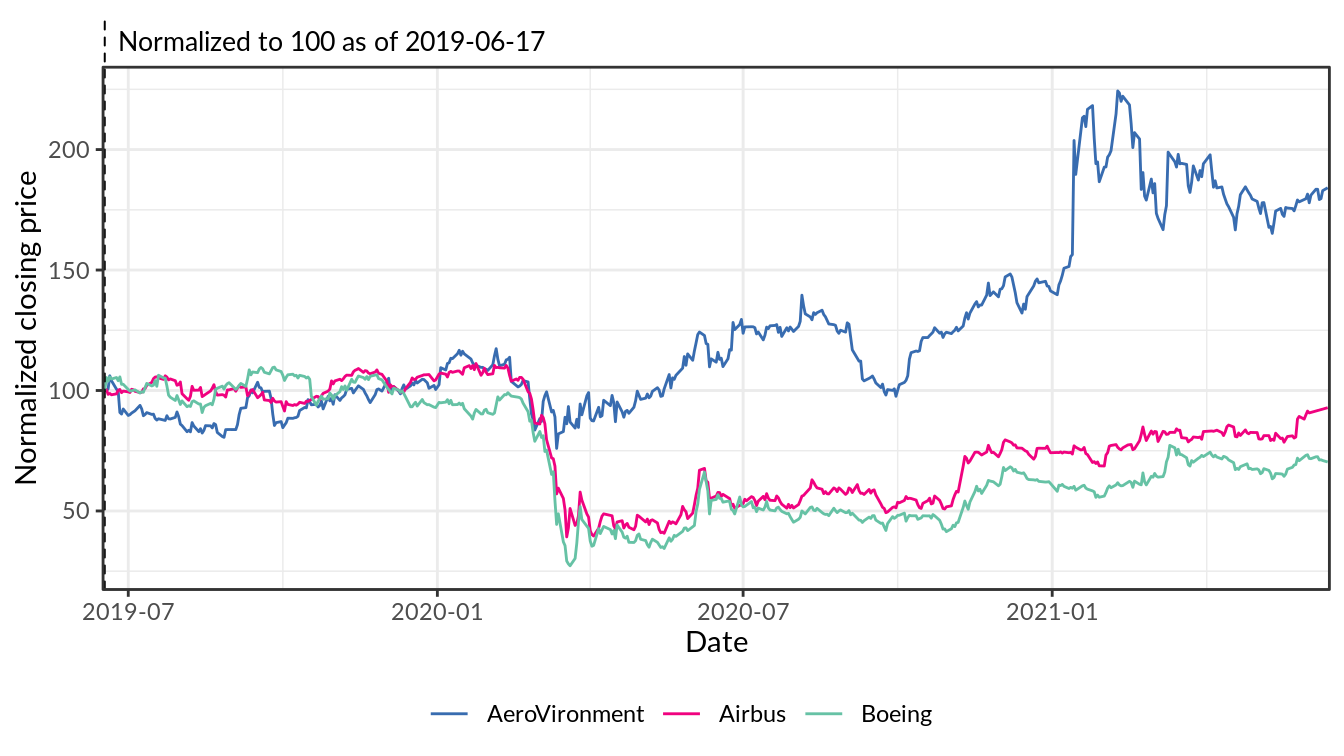 Normalized to 100 as of 2019-06-17
Normalized closing price
200
150
100
50
2019-07 2020-01 2020-07 2021-01
Date
AeroVironment Airbus Boeing